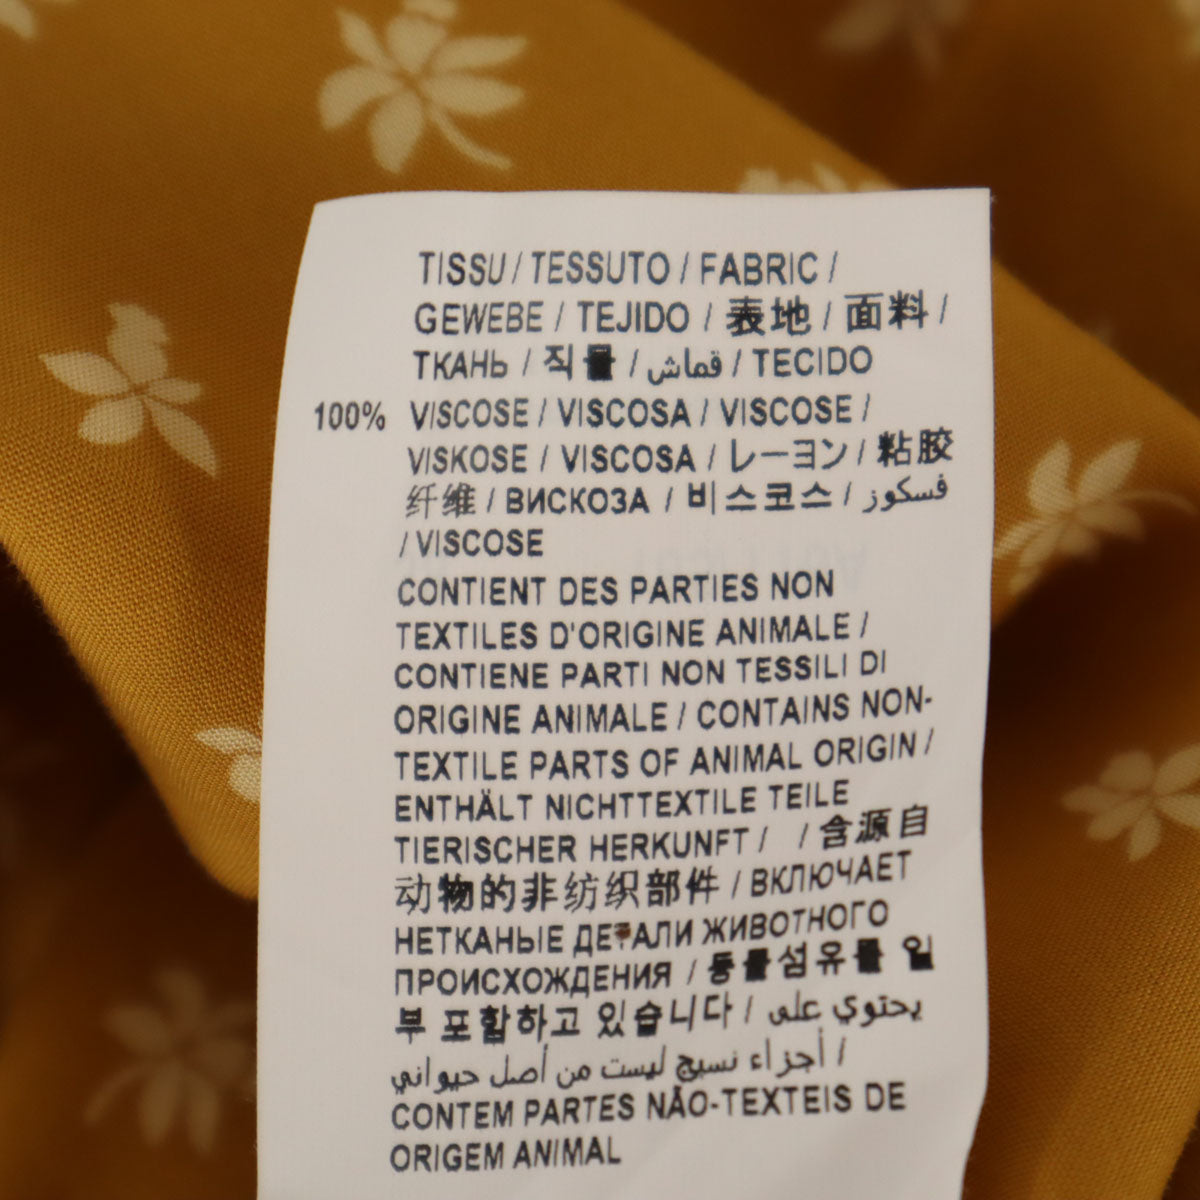 TISSU / TESSUTO / FABRIC /
GEWEBE / TEJIDO / 表地 / 面料 /
ТКАНЬ / 직물 / قماش / TECIDO
100% VISCOSE / VISCOSA / VISCOSE /
VISKOSE / VISCOSA / レーヨン / 粘胶
纤维 / ВИСКОЗА / 비스코스 / فسكوز
/ VISCOSE
CONTIENT DES PARTIES NON
TEXTILES D'ORIGINE ANIMALE /
CONTIENE PARTI NON TESSILI DI
ORIGINE ANIMALE / CONTAINS NON-
TEXTILE PARTS OF ANIMAL ORIGIN /
ENTHÄLT NICHTTEXTILE TEILE
TIERISCHER HERKUNFT / / 含源自
动物的非纺织部件 / ВКЛЮЧАЕТ
НЕТКАНЫЕ ДЕТАЛИ ЖИВОТНОГО
ПРОИСХОЖДЕНИЯ / 동물섬유물 일
부 포함하고 있습니다 / يحتوي على
أجزاء نسيج ليست من أصل حيواني /
CONTEM PARTES NÃO-TEXTEIS DE
ORIGEM ANIMAL